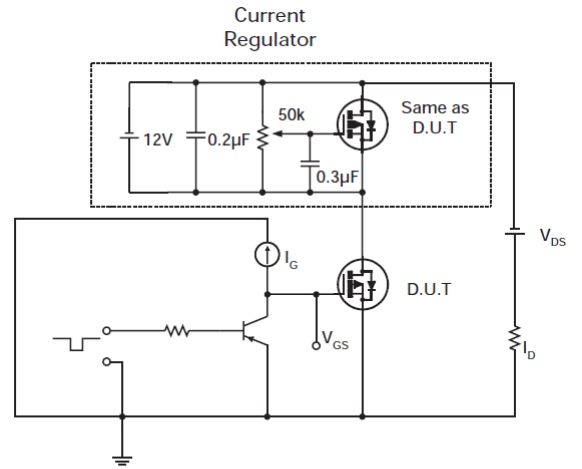 Current
Regulator
12V
0.2µF
50k
0.3µF
Same as
D.U.T
I_G
V_GS
D.U.T
V_DS
I_D